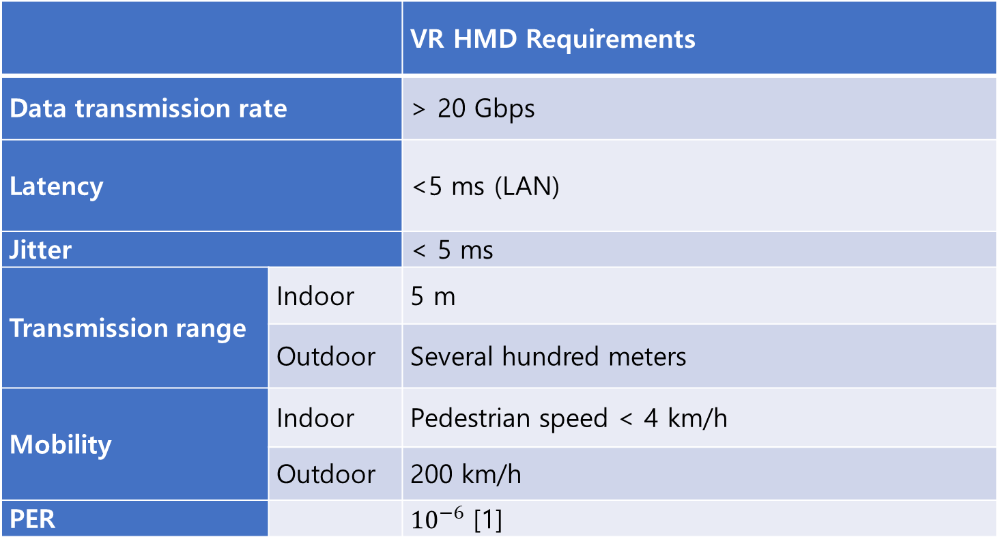 VR HMD Requirements
Data transmission rate > 20 Gbps
Latency <5 ms (LAN)
Jitter < 5 ms
Transmission range Indoor 5 m
Outdoor Several hundred meters
Mobility Indoor Pedestrian speed < 4 km/h
Outdoor 200 km/h
PER 10⁻⁶ [1]